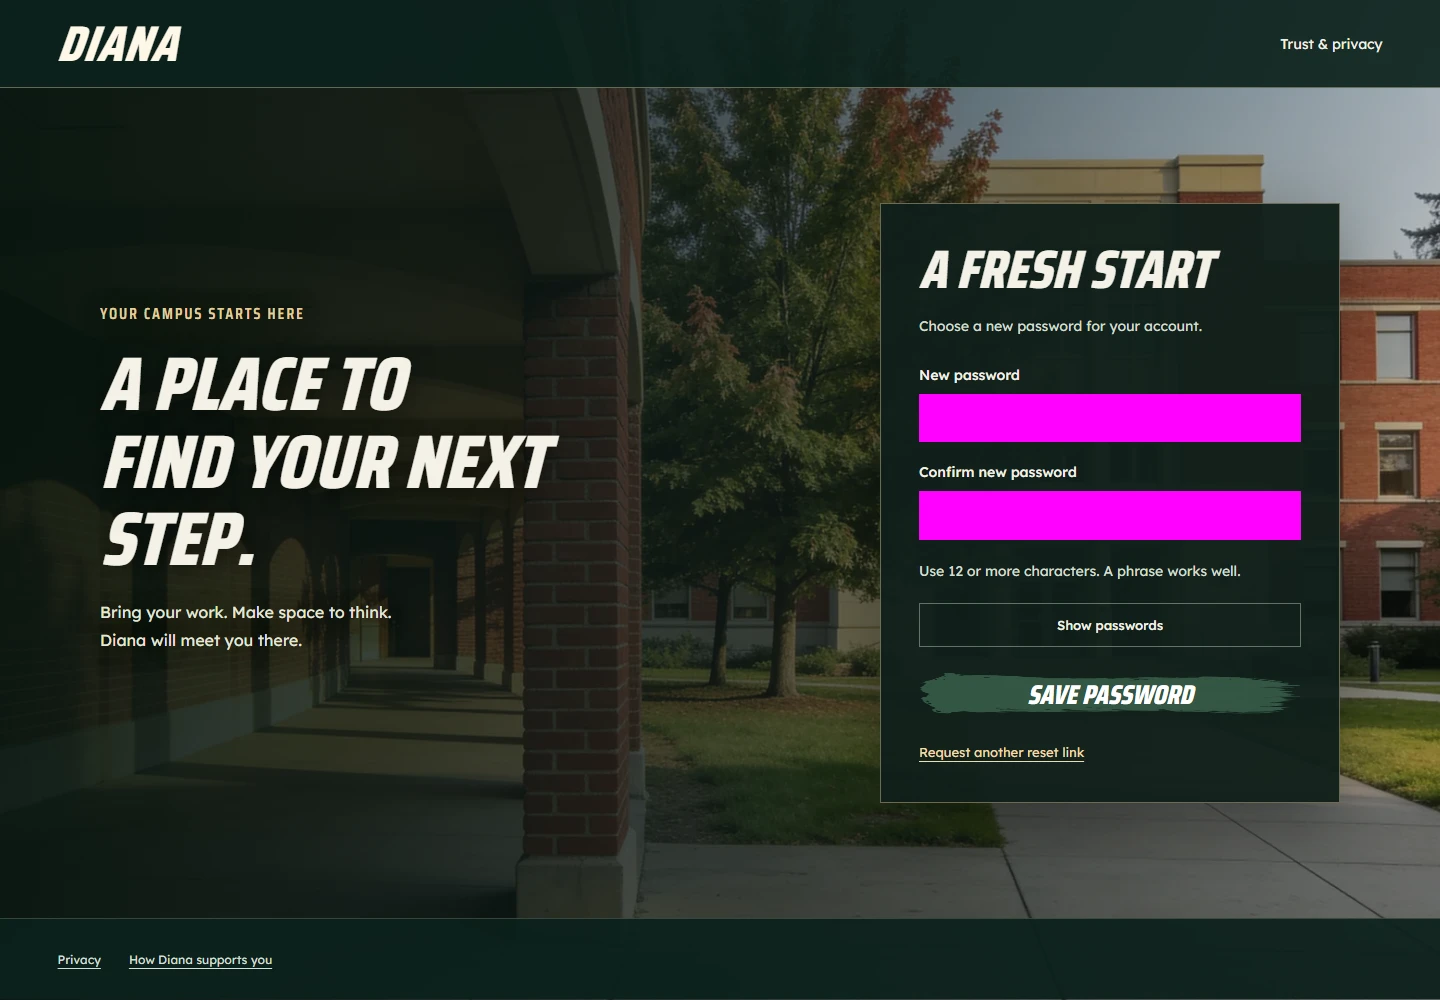 DIANA
Trust & privacy
YOUR CAMPUS STARTS HERE
A PLACE TO
FIND YOUR NEXT
STEP.
Bring your work. Make space to think.
Diana will meet you there.
A FRESH START
Choose a new password for your account.
New password
Confirm new password
Use 12 or more characters. A phrase works well.
Show passwords
SAVE PASSWORD
Request another reset link
Privacy
How Diana supports you